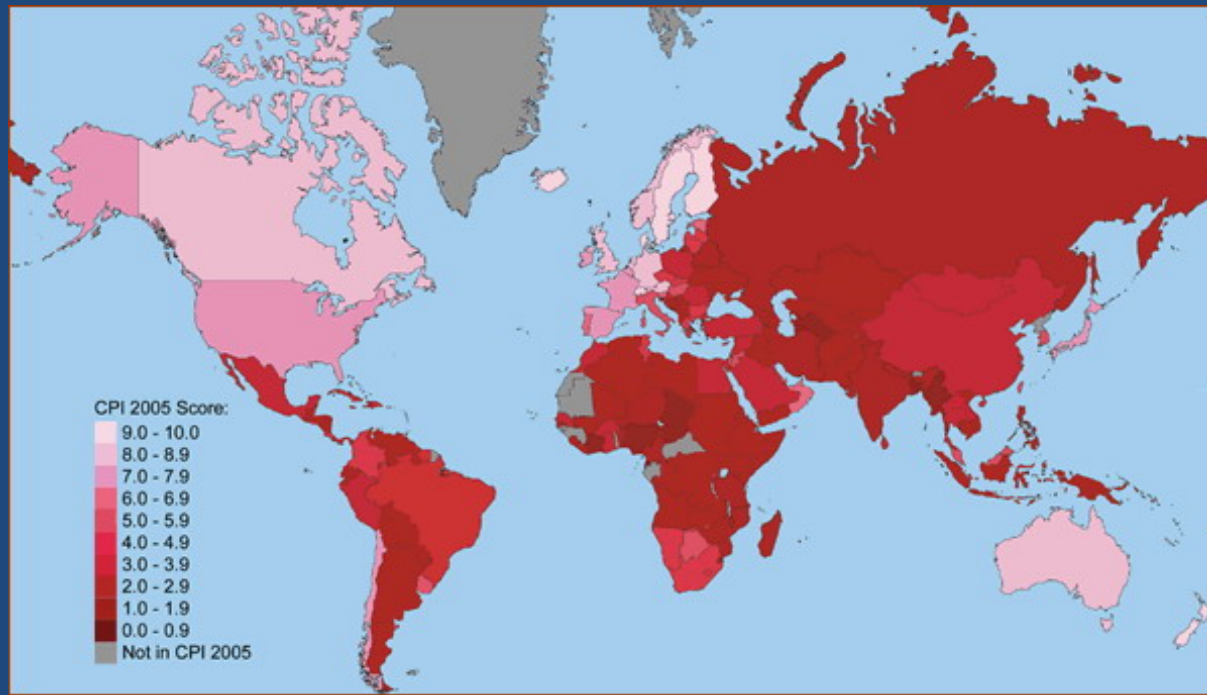 CPI 2005 Score:
9.0 - 10.0
8.0 - 8.9
7.0 - 7.9
6.0 - 6.9
5.0 - 5.9
4.0 - 4.9
3.0 - 3.9
2.0 - 2.9
1.0 - 1.9
0.0 - 0.9
Not in CPI 2005